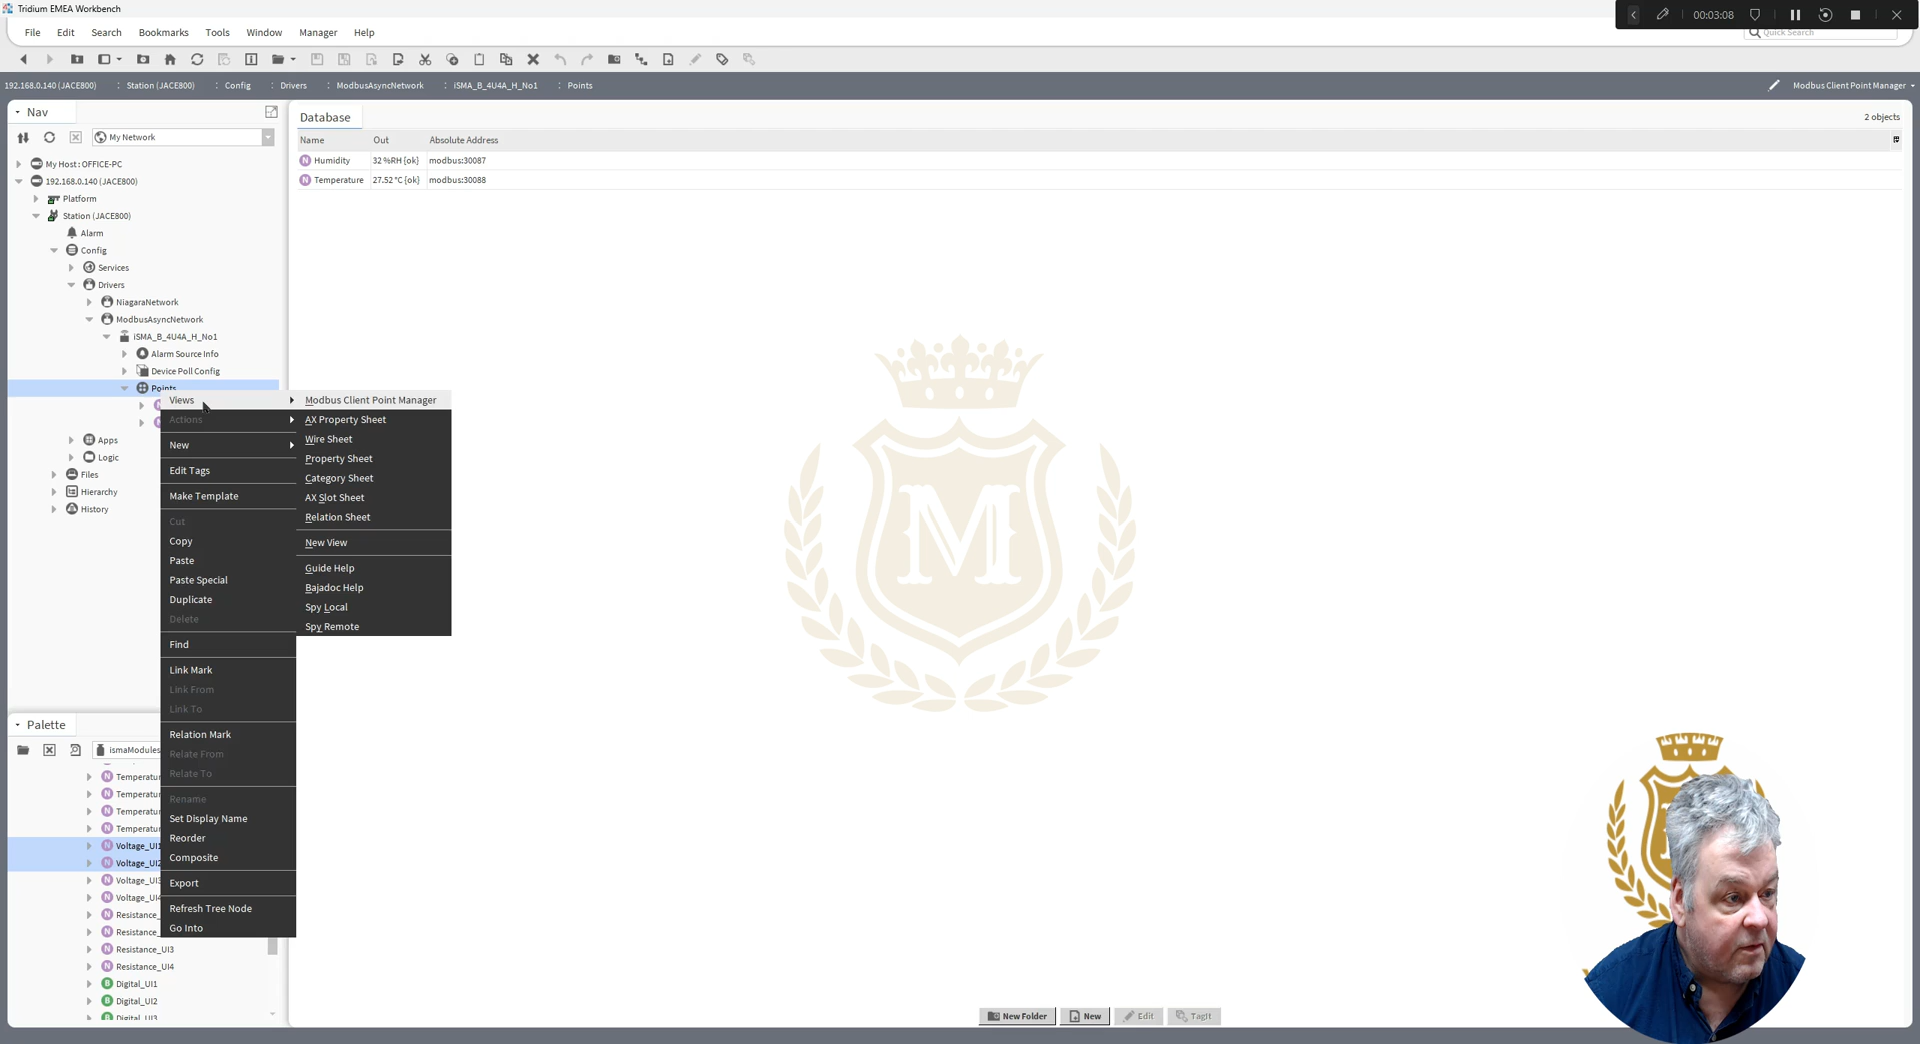 Tridium EMEA Workbench
00:03:08
File Edit Search Bookmarks Tools Window Manager Help
Quick Search
192.168.0.140 (JACE800) : Station (JACE800) : Config : Drivers : ModbusAsyncNetwork : iSMA_B_4U4A_H_No1 : Points
Modbus Client Point Manager
Nav
My Network
My Host : OFFICE-PC
192.168.0.140 (JACE800)
Platform
Station (JACE800)
Alarm
Config
Services
Drivers
NiagaraNetwork
ModbusAsyncNetwork
iSMA_B_4U4A_H_No1
Alarm Source Info
Device Poll Config
Points
Apps
Logic
Files
Hierarchy
History
Database
2 objects
Name Out Absolute Address
N Humidity 32 %RH {ok} modbus:30087
N Temperature 27.52 °C {ok} modbus:30088
Views
Actions
New
Edit Tags
Make Template
Cut
Copy
Paste
Paste Special
Duplicate
Delete
Find
Link Mark
Link From
Link To
Relation Mark
Relate From
Relate To
Rename
Set Display Name
Reorder
Composite
Export
Refresh Tree Node
Go Into
Modbus Client Point Manager
AX Property Sheet
Wire Sheet
Property Sheet
Category Sheet
AX Slot Sheet
Relation Sheet
New View
Guide Help
Bajadoc Help
Spy Local
Spy Remote
M
Palette
ismaModules
N Temperatur
N Temperatur
N Temperatur
N Temperatur
N Voltage_UI1
N Voltage_UI2
N Voltage_UI3
N Voltage_UI4
N Resistance_
N Resistance_
N Resistance_UI3
N Resistance_UI4
B Digital_UI1
B Digital_UI2
B Digital_UI3
New Folder New Edit TagIt